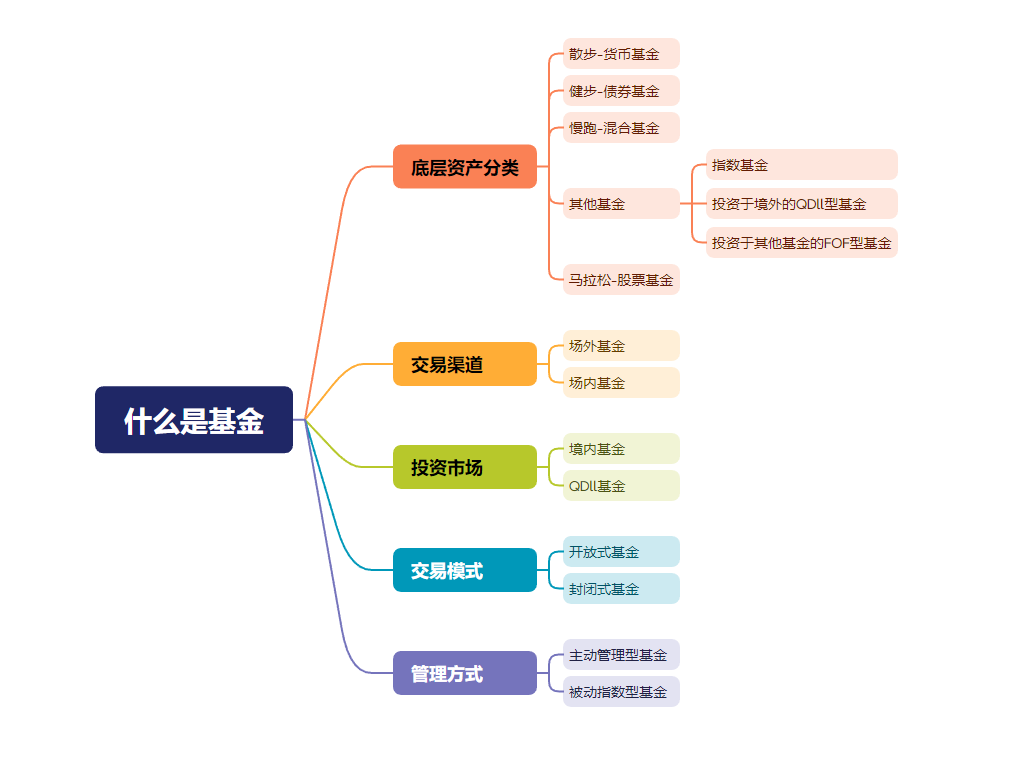 什么是基金
底层资产分类
散步-货币基金
健步-债券基金
慢跑-混合基金
其他基金
指数基金
投资于境外的QDll型基金
投资于其他基金的FOF型基金
马拉松-股票基金
交易渠道
场外基金
场内基金
投资市场
境内基金
QDll基金
交易模式
开放式基金
封闭式基金
管理方式
主动管理型基金
被动指数型基金